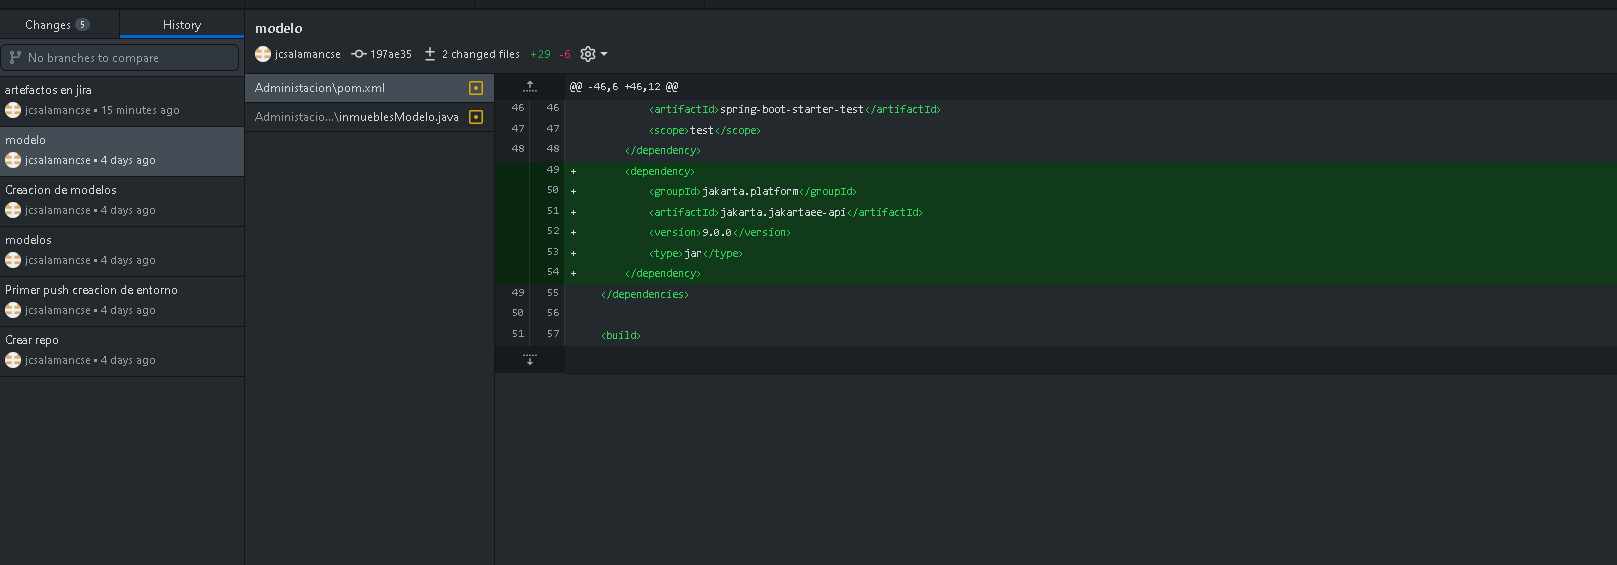 Changes 5 History
No branches to compare
artefactos en jira
jcsalamancse • 15 minutes ago
modelo
jcsalamancse • 4 days ago
Creacion de modelos
jcsalamancse • 4 days ago
modelos
jcsalamancse • 4 days ago
Primer push creacion de entorno
jcsalamancse • 4 days ago
Crear repo
jcsalamancse • 4 days ago
modelo
jcsalamancse 197ae35 2 changed files +29 -6
Administacion\pom.xml
Administacio...\inmueblesModelo.java
@@ -46,6 +46,12 @@
46 46 <artifactId>spring-boot-starter-test</artifactId>
47 47 <scope>test</scope>
48 48 </dependency>
49 + <dependency>
50 + <groupId>jakarta.platform</groupId>
51 + <artifactId>jakarta.jakartaee-api</artifactId>
52 + <version>9.0.0</version>
53 + <type>jar</type>
54 + </dependency>
49 55 </dependencies>
50 56
51 57 <build>